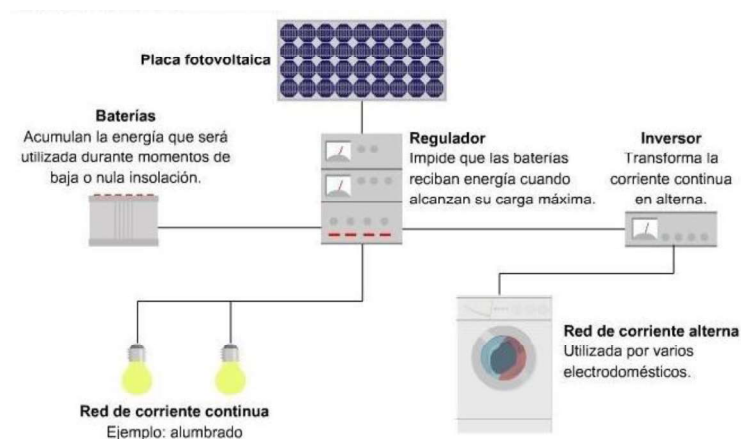 Placa fotovoltaica
Baterías
Acumulan la energía que será
utilizada durante momentos de
baja o nula insolación.
Regulador
Impide que las baterías
reciban energía cuando
alcanzan su carga máxima.
Inversor
Transforma la
corriente continua
en alterna.
Red de corriente alterna
Utilizada por varios
electrodomésticos.
Red de corriente continua
Ejemplo: alumbrado